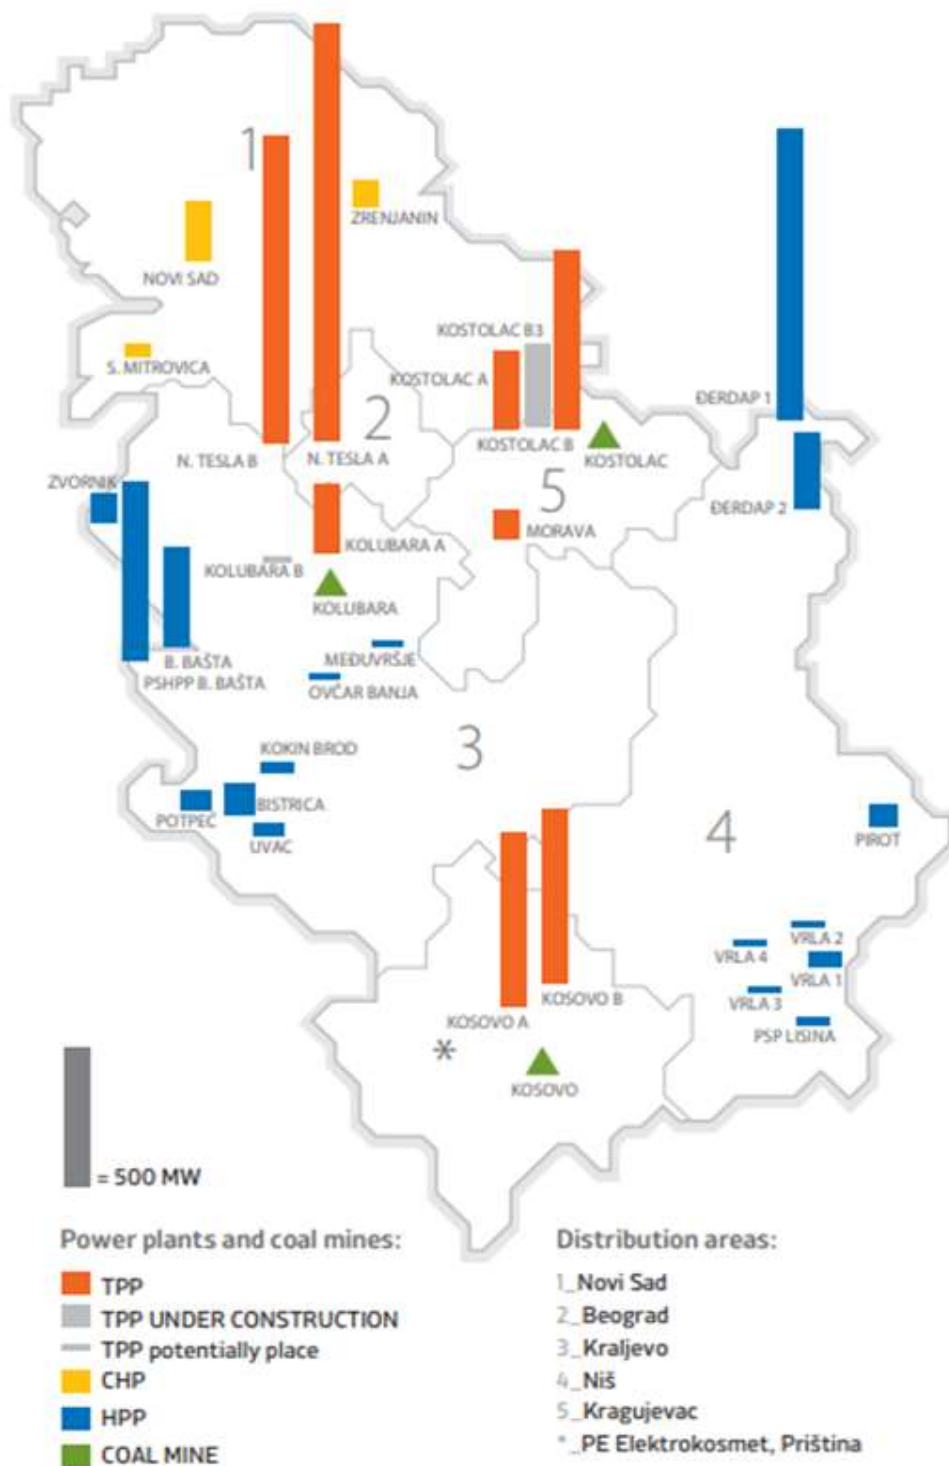 1
ZRENJANIN
NOVI SAD
KOSTOLAC B3
S. MITROVICA
KOSTOLAC A
ĐERDAP 1
2
KOSTOLAC B
N. TESLA B
N. TESLA A
KOSTOLAC
ZVORNIK
5
ĐERDAP 2
MORAVA
KOLUBARA A
KOLUBARA B
KOLUBARA
B. BAŠTA
MEĐUVRŠJE
PSHPP B. BAŠTA
OVČAR BANJA
3
KOKIN BROD
BISTRICA
POTPEĆ
4
UVAC
PIROT
VRLA 2
VRLA 4
VRLA 1
KOSOVO B
VRLA 3
KOSOVO A
PSP LISINA
*
KOSOVO
= 500 MW
Power plants and coal mines:
TPP
TPP UNDER CONSTRUCTION
TPP potentially place
CHP
HPP
COAL MINE
Distribution areas:
1_Novi Sad
2_Beograd
3_Kraljevo
4_Niš
5_Kragujevac
*_PE Elektrokosmet, Priština